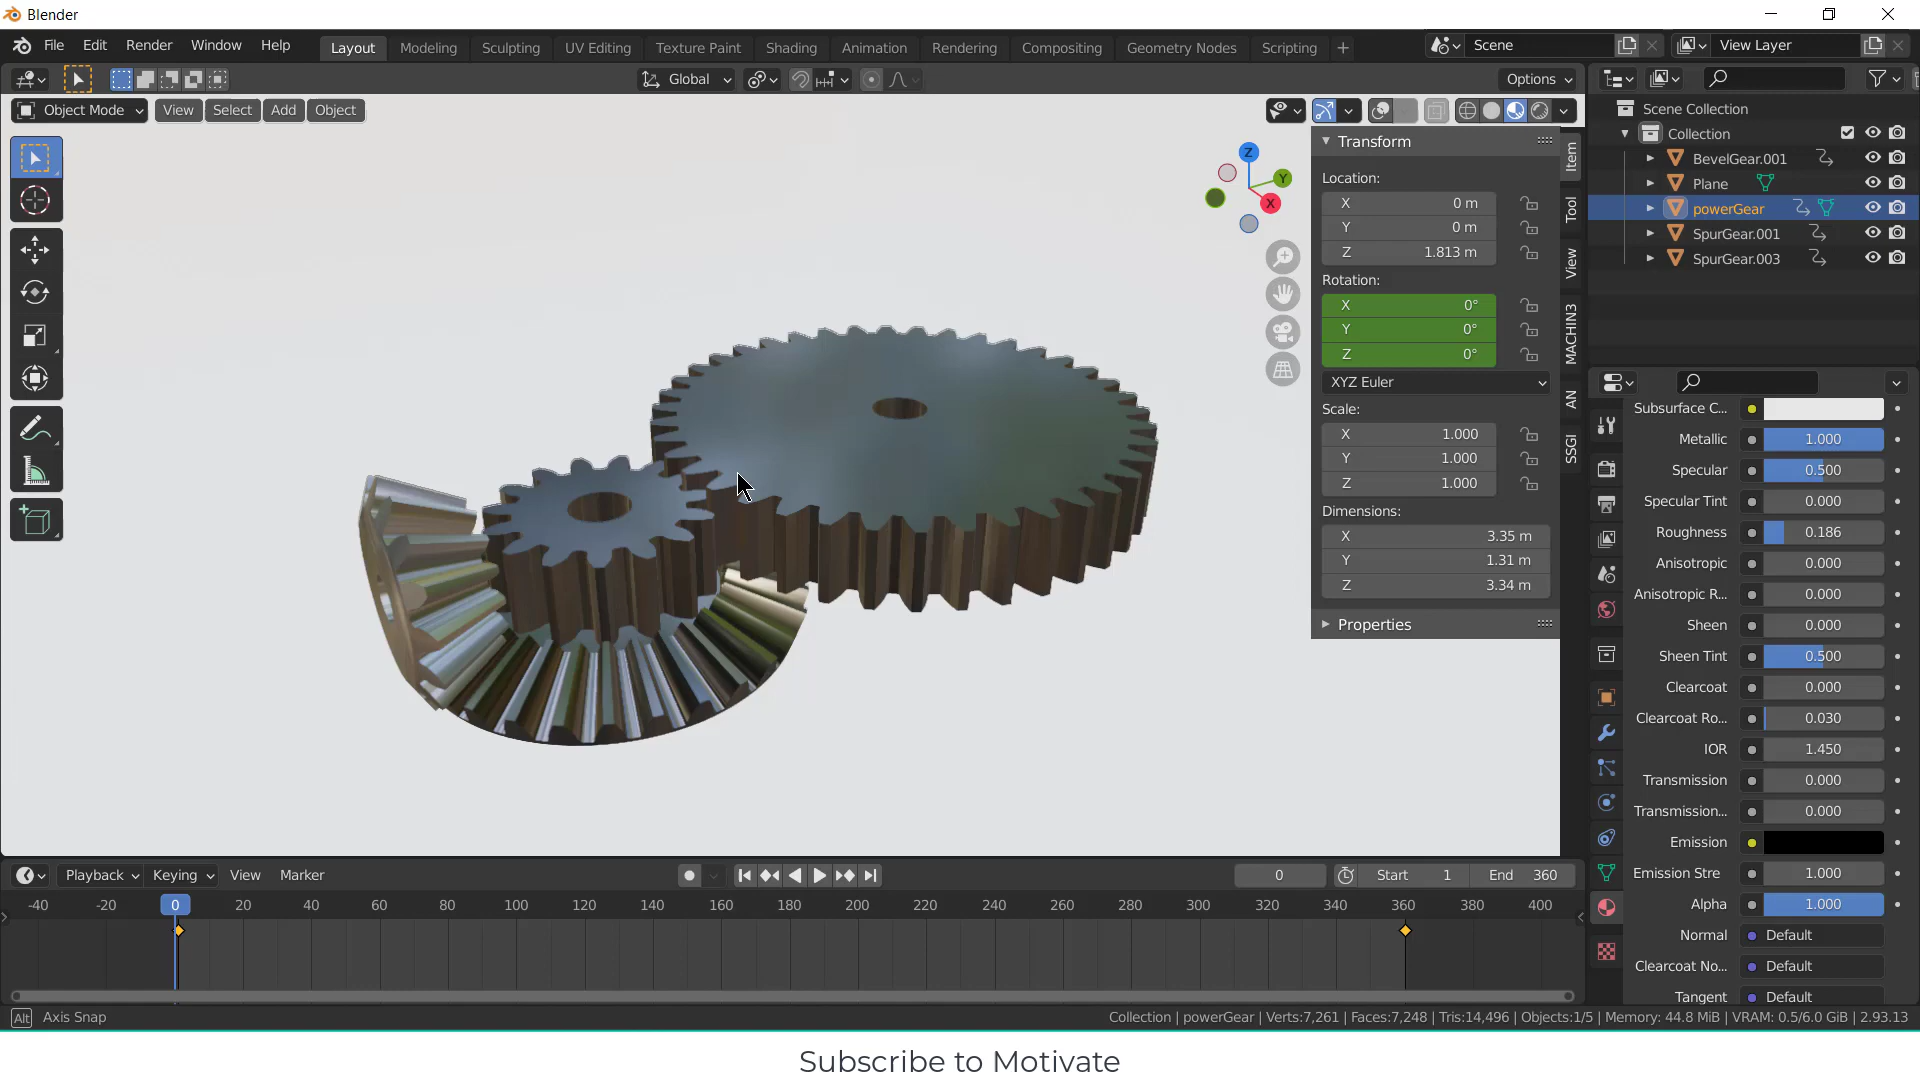 Blender
File Edit Render Window Help Layout Modeling Sculpting UV Editing Texture Paint Shading Animation Rendering Compositing Geometry Nodes Scripting + Scene View Layer
Global Options
Object Mode View Select Add Object
Scene Collection
Collection
BevelGear.001
Plane
powerGear
SpurGear.001
SpurGear.003
Z
Y
X
Transform
Location:
X 0 m
Y 0 m
Z 1.813 m
Rotation:
X 0°
Y 0°
Z 0°
XYZ Euler
Scale:
X 1.000
Y 1.000
Z 1.000
Dimensions:
X 3.35 m
Y 1.31 m
Z 3.34 m
Properties
Item
Tool
View
MACHIN3
AN
SSGI
Subsurface C...
Metallic 1.000
Specular 0.500
Specular Tint 0.000
Roughness 0.186
Anisotropic 0.000
Anisotropic R... 0.000
Sheen 0.000
Sheen Tint 0.500
Clearcoat 0.000
Clearcoat Ro... 0.030
IOR 1.450
Transmission 0.000
Transmission... 0.000
Emission
Emission Stre 1.000
Alpha 1.000
Normal Default
Clearcoat No... Default
Tangent Default
Playback Keying View Marker 0 Start 1 End 360
-40 -20 0 20 40 60 80 100 120 140 160 180 200 220 240 260 280 300 320 340 360 380 400
Alt Axis Snap
Collection | powerGear | Verts:7,261 | Faces:7,248 | Tris:14,496 | Objects:1/5 | Memory: 44.8 MiB | VRAM: 0.5/6.0 GiB | 2.93.13
Subscribe to Motivate